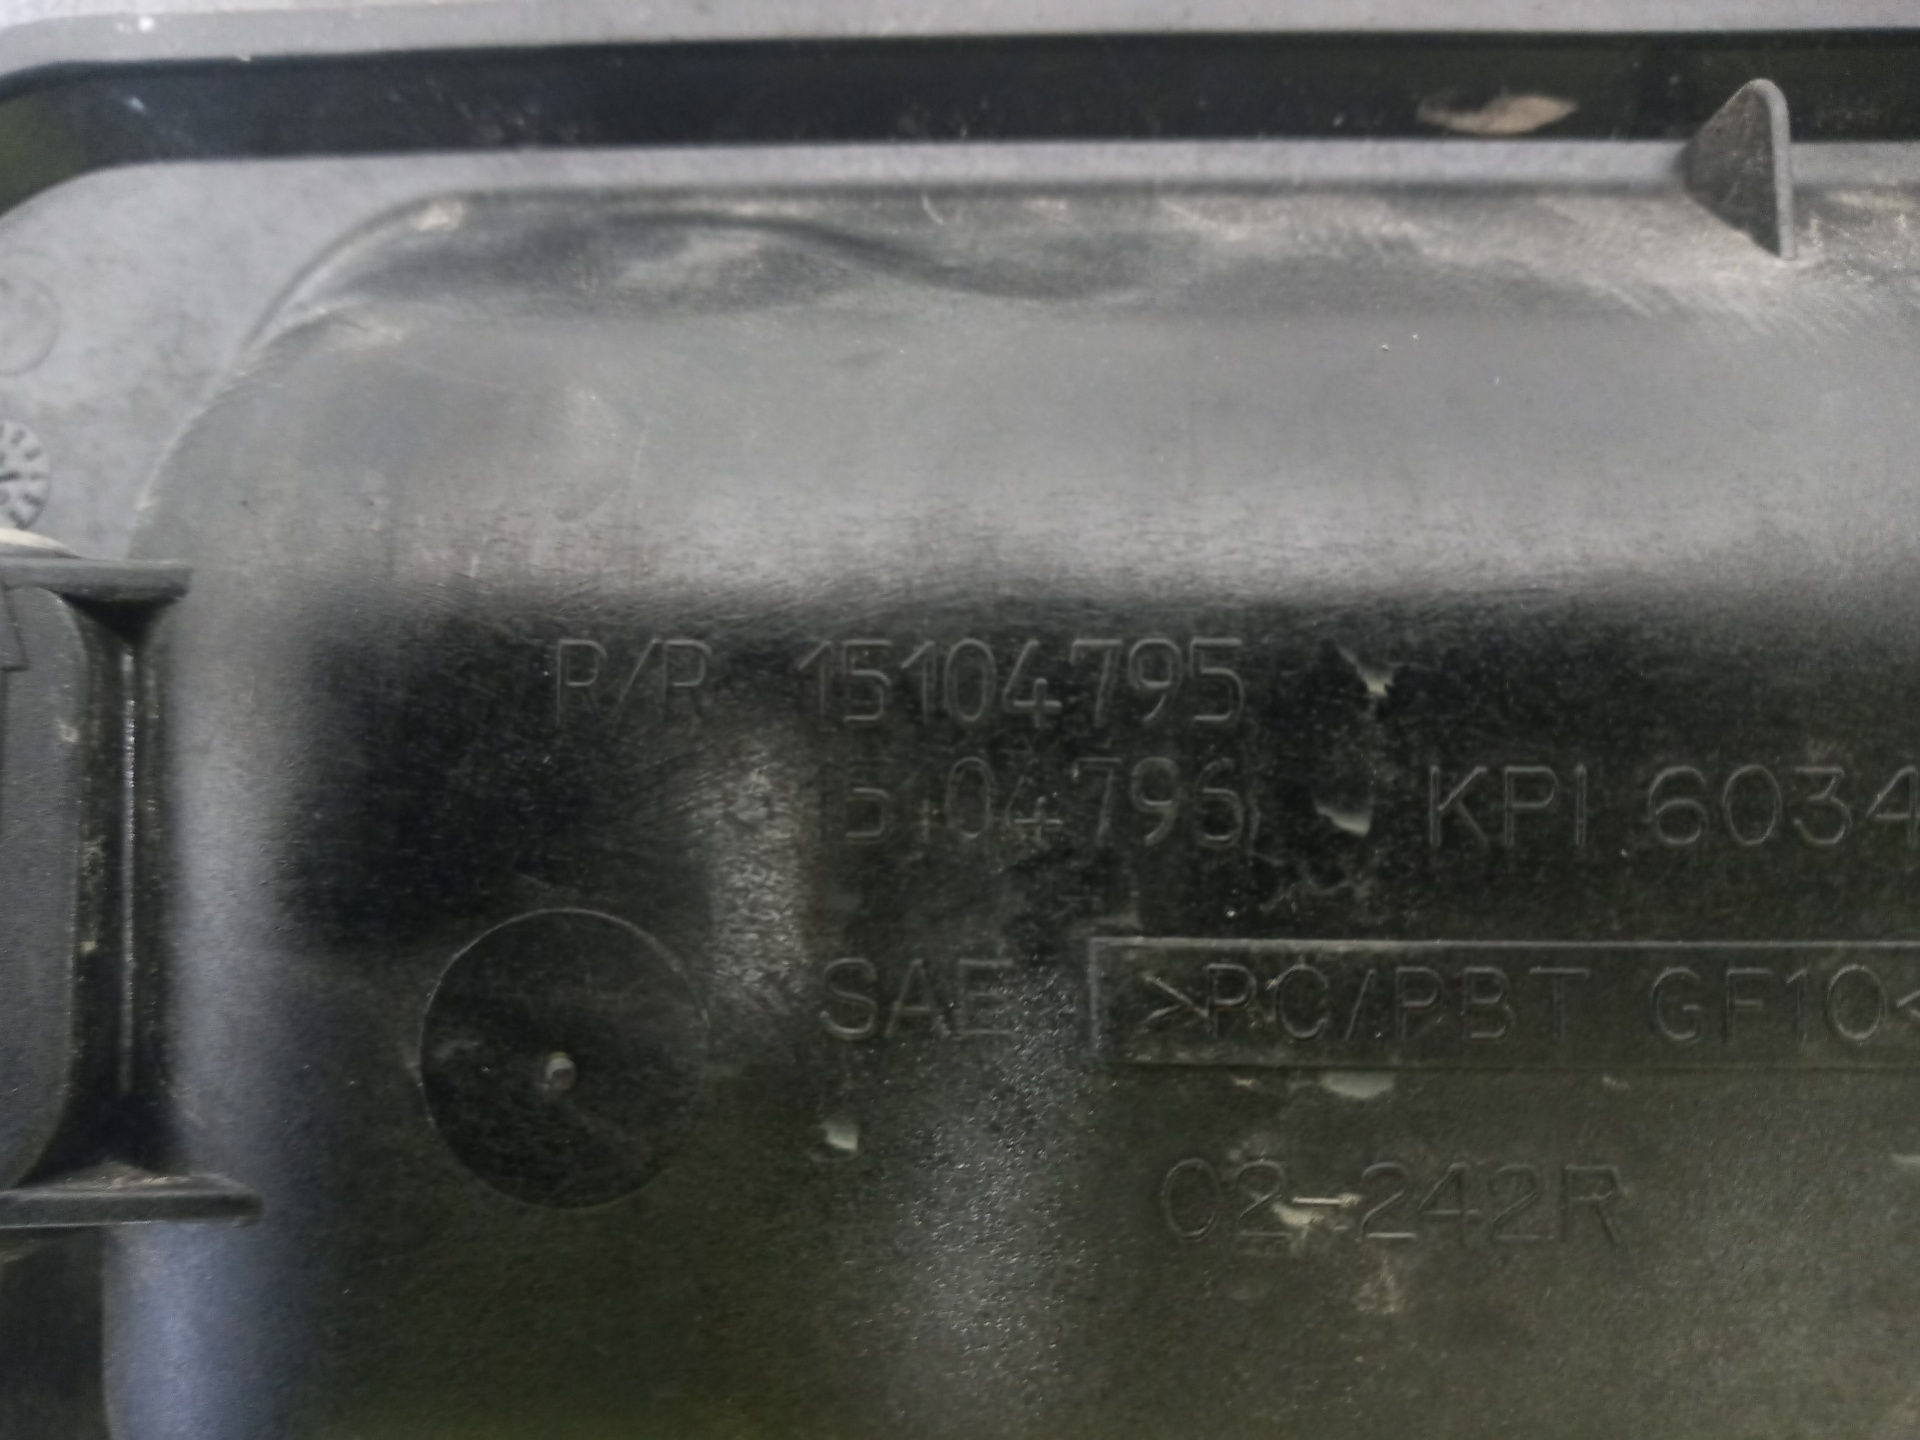 R/R 15104795
15104796 KPI 6034
SAE >PC/PBT GF10<
02-242R